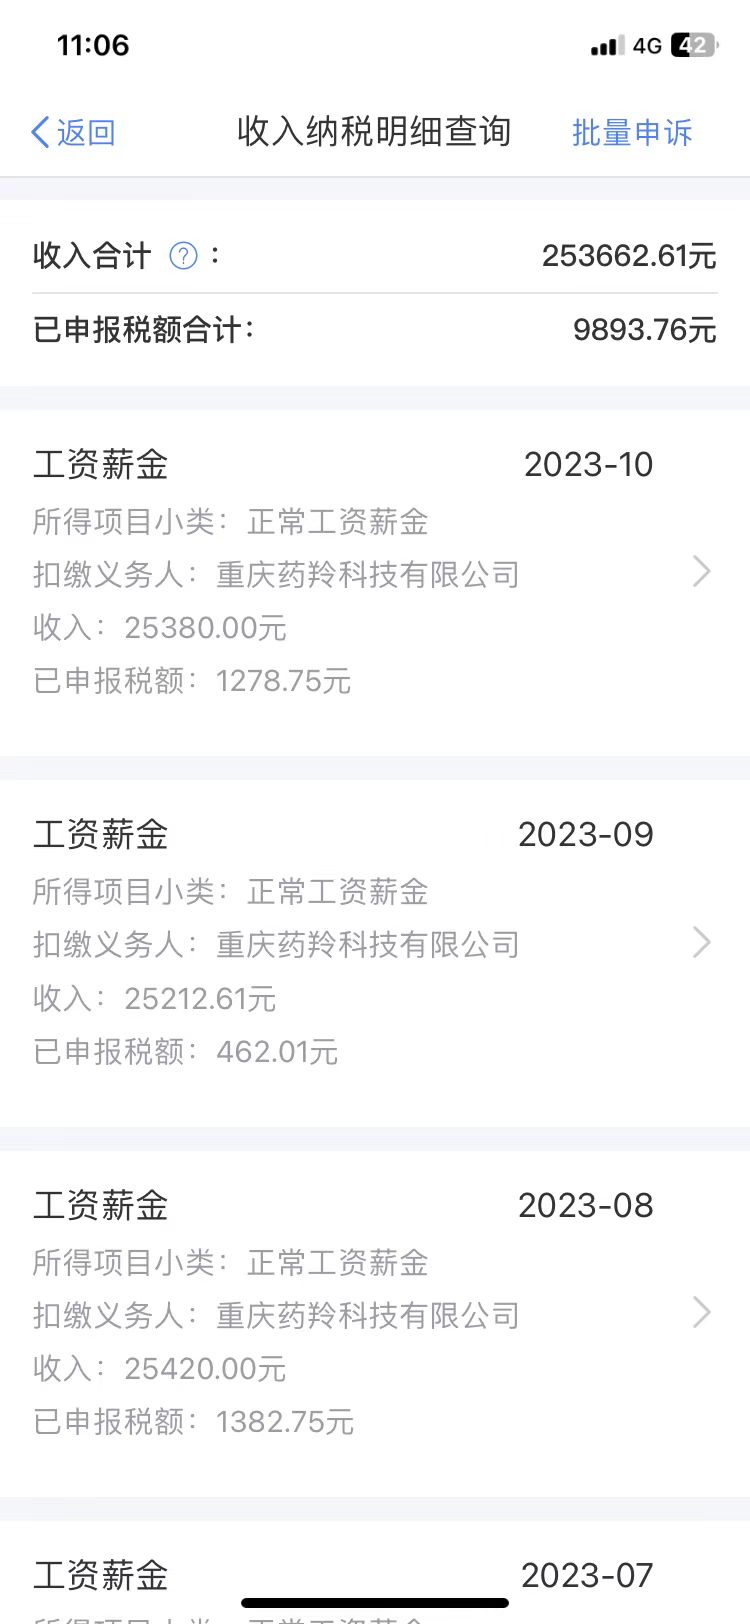 11:06 4G 42
返回 收入纳税明细查询 批量申诉
收入合计 ? : 253662.61元
已申报税额合计: 9893.76元
工资薪金 2023-10
所得项目小类: 正常工资薪金
扣缴义务人: 重庆药羚科技有限公司
收入: 25380.00元
已申报税额: 1278.75元
工资薪金 2023-09
所得项目小类: 正常工资薪金
扣缴义务人: 重庆药羚科技有限公司
收入: 25212.61元
已申报税额: 462.01元
工资薪金 2023-08
所得项目小类: 正常工资薪金
扣缴义务人: 重庆药羚科技有限公司
收入: 25420.00元
已申报税额: 1382.75元
工资薪金 2023-07